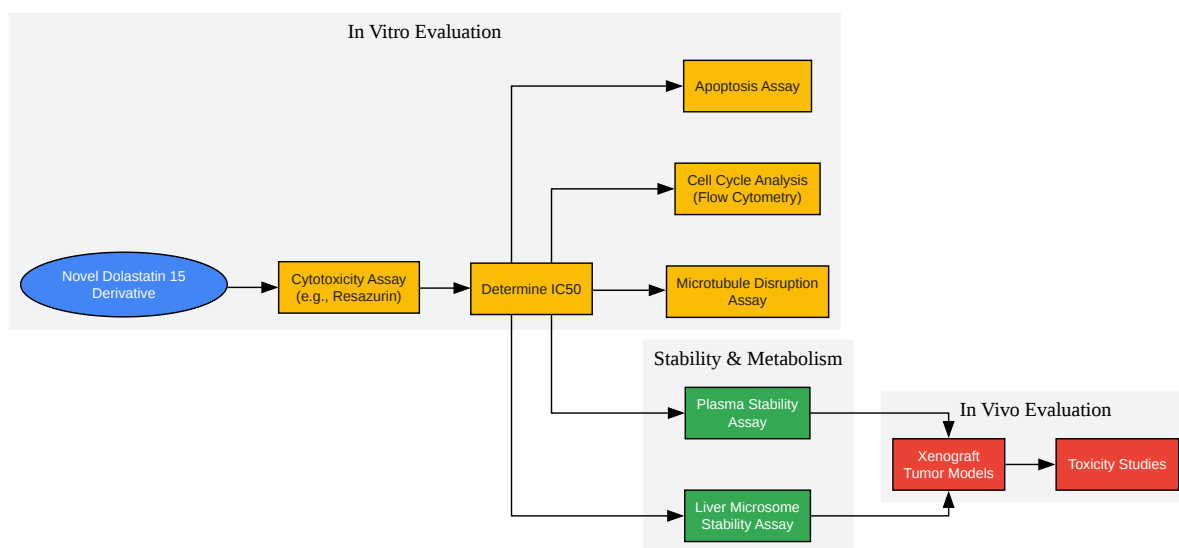 In Vitro Evaluation
Apoptosis Assay
Cell Cycle Analysis
(Flow Cytometry)
Novel Dolastatin 15
Derivative
Cytotoxicity Assay
(e.g., Resazurin)
Determine IC50
Microtubule Disruption
Assay
Stability & Metabolism
Plasma Stability
Assay
Liver Microsome
Stability Assay
In Vivo Evaluation
Xenograft
Tumor Models
Toxicity Studies